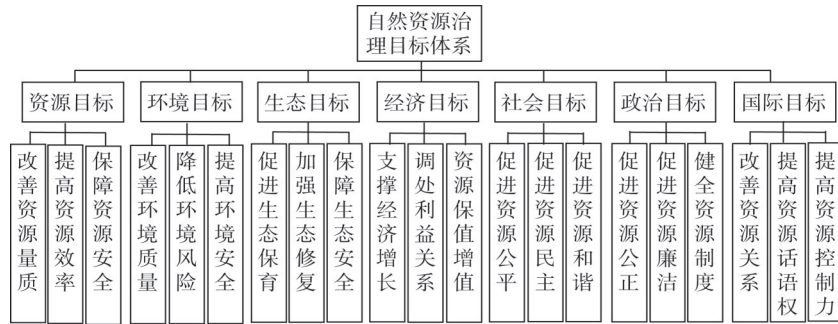 自然资源治
理目标体系
资源目标
环境目标
生态目标
经济目标
社会目标
政治目标
国际目标
改善资源量质
提高资源效率
保障资源安全
改善环境质量
降低环境风险
提高环境安全
促进生态保育
加强生态修复
保障生态安全
支撑经济增长
调处利益关系
资源保值增值
促进资源公平
促进资源民主
促进资源和谐
促进资源公正
促进资源廉洁
健全资源制度
改善资源关系
提高资源话语权
提高资源控制力